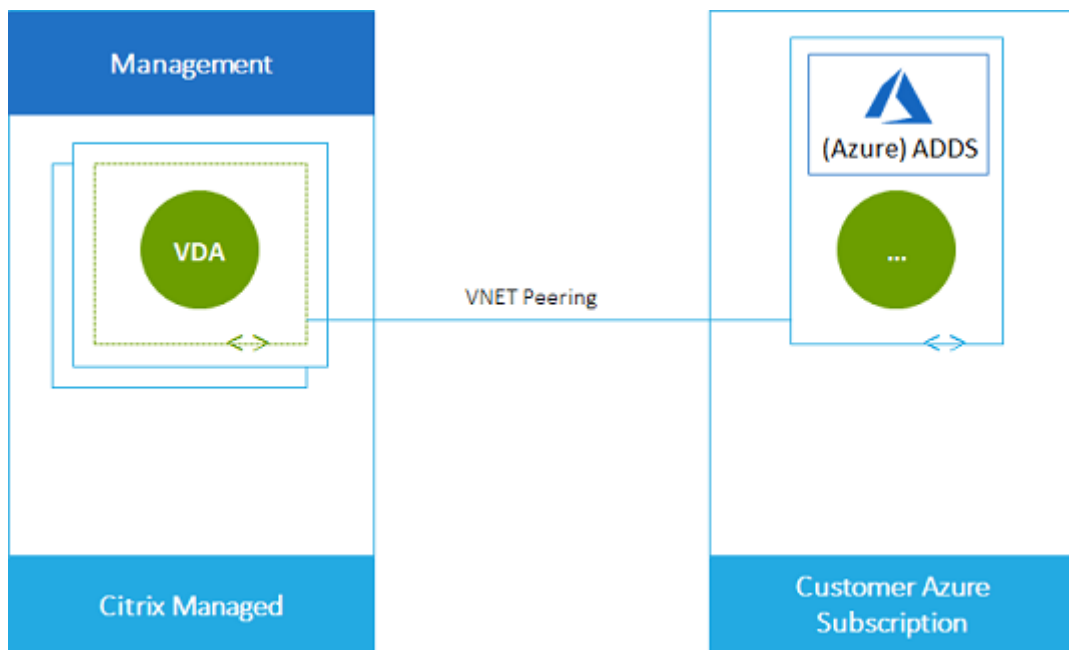 Management
VDA
Citrix Managed
VNET Peering
(Azure) ADDS
...
Customer Azure
Subscription